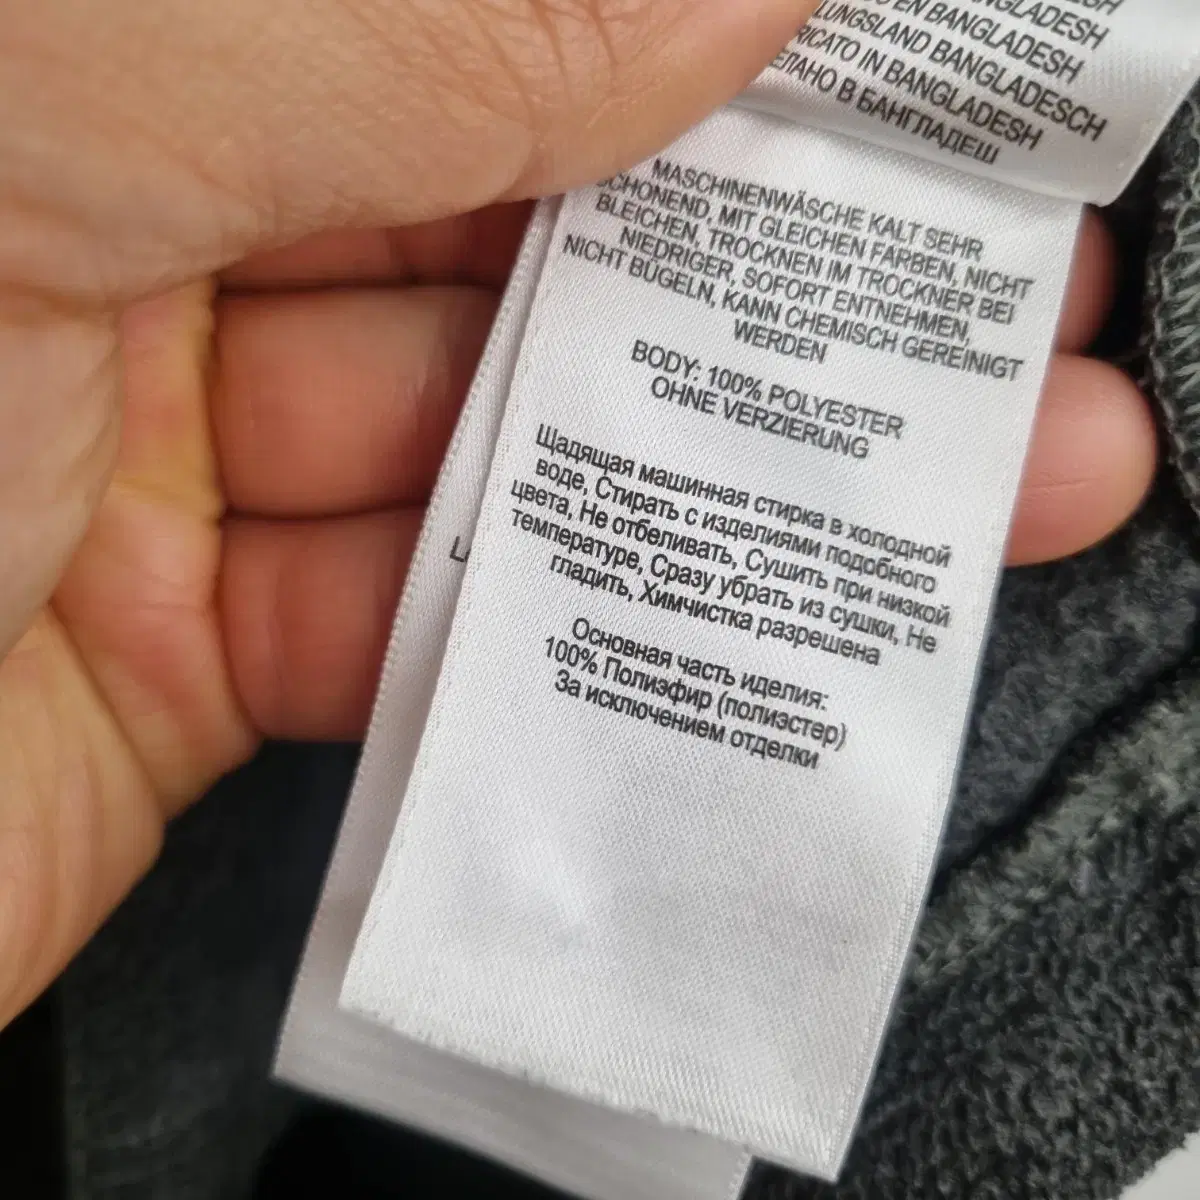 BANGLADESH
EN BANGLADESH
BANGLADESCH
IN BANGLADESH
В БАНГЛАДЕШ
MASCHINENWÄSCHE KALT SEHR
SCHONEND, MIT GLEICHEN FARBEN, NICHT
BLEICHEN, TROCKNEN IM TROCKNER BEI
NIEDRIGER, SOFORT ENTNEHMEN,
NICHT BÜGELN, KANN CHEMISCH GEREINIGT
WERDEN
BODY: 100% POLYESTER
OHNE VERZIERUNG
Щадящая машинная стирка в холодной
воде, Стирать с изделиями подобного
цвета, Не отбеливать, Сушить при низкой
температуре, Сразу убрать из сушки, Не
гладить, Химчистка разрешена
Основная часть иделия:
100% Полиэфир (полиэстер)
За исключением отделки